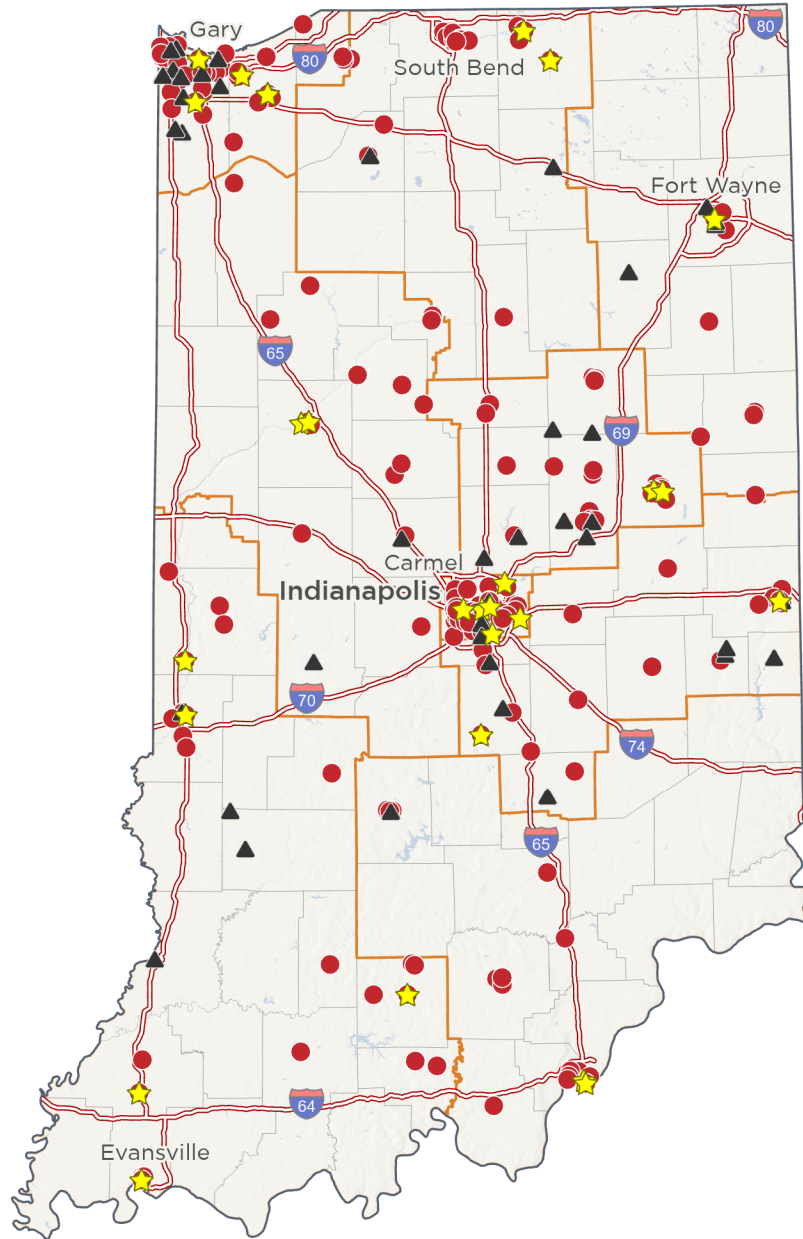 Gary
80
80
South Bend
Fort Wayne
65
69
Carmel
Indianapolis
70
74
65
64
Evansville